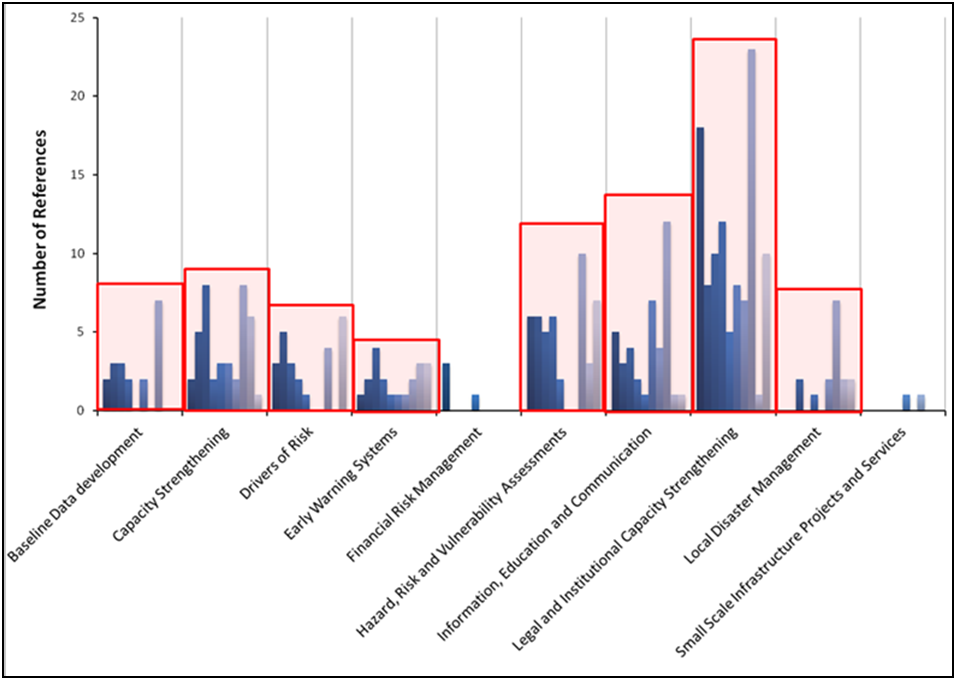 25
20
15
10
5
0
Number of References
Baseline Data development
Capacity Strengthening
Drivers of Risk
Early Warning Systems
Financial Risk Management
Hazard, Risk and Vulnerability Assessments
Information, Education and Communication
Legal and Institutional Capacity Strengthening
Local Disaster Management
Small Scale Infrastructure Projects and Services